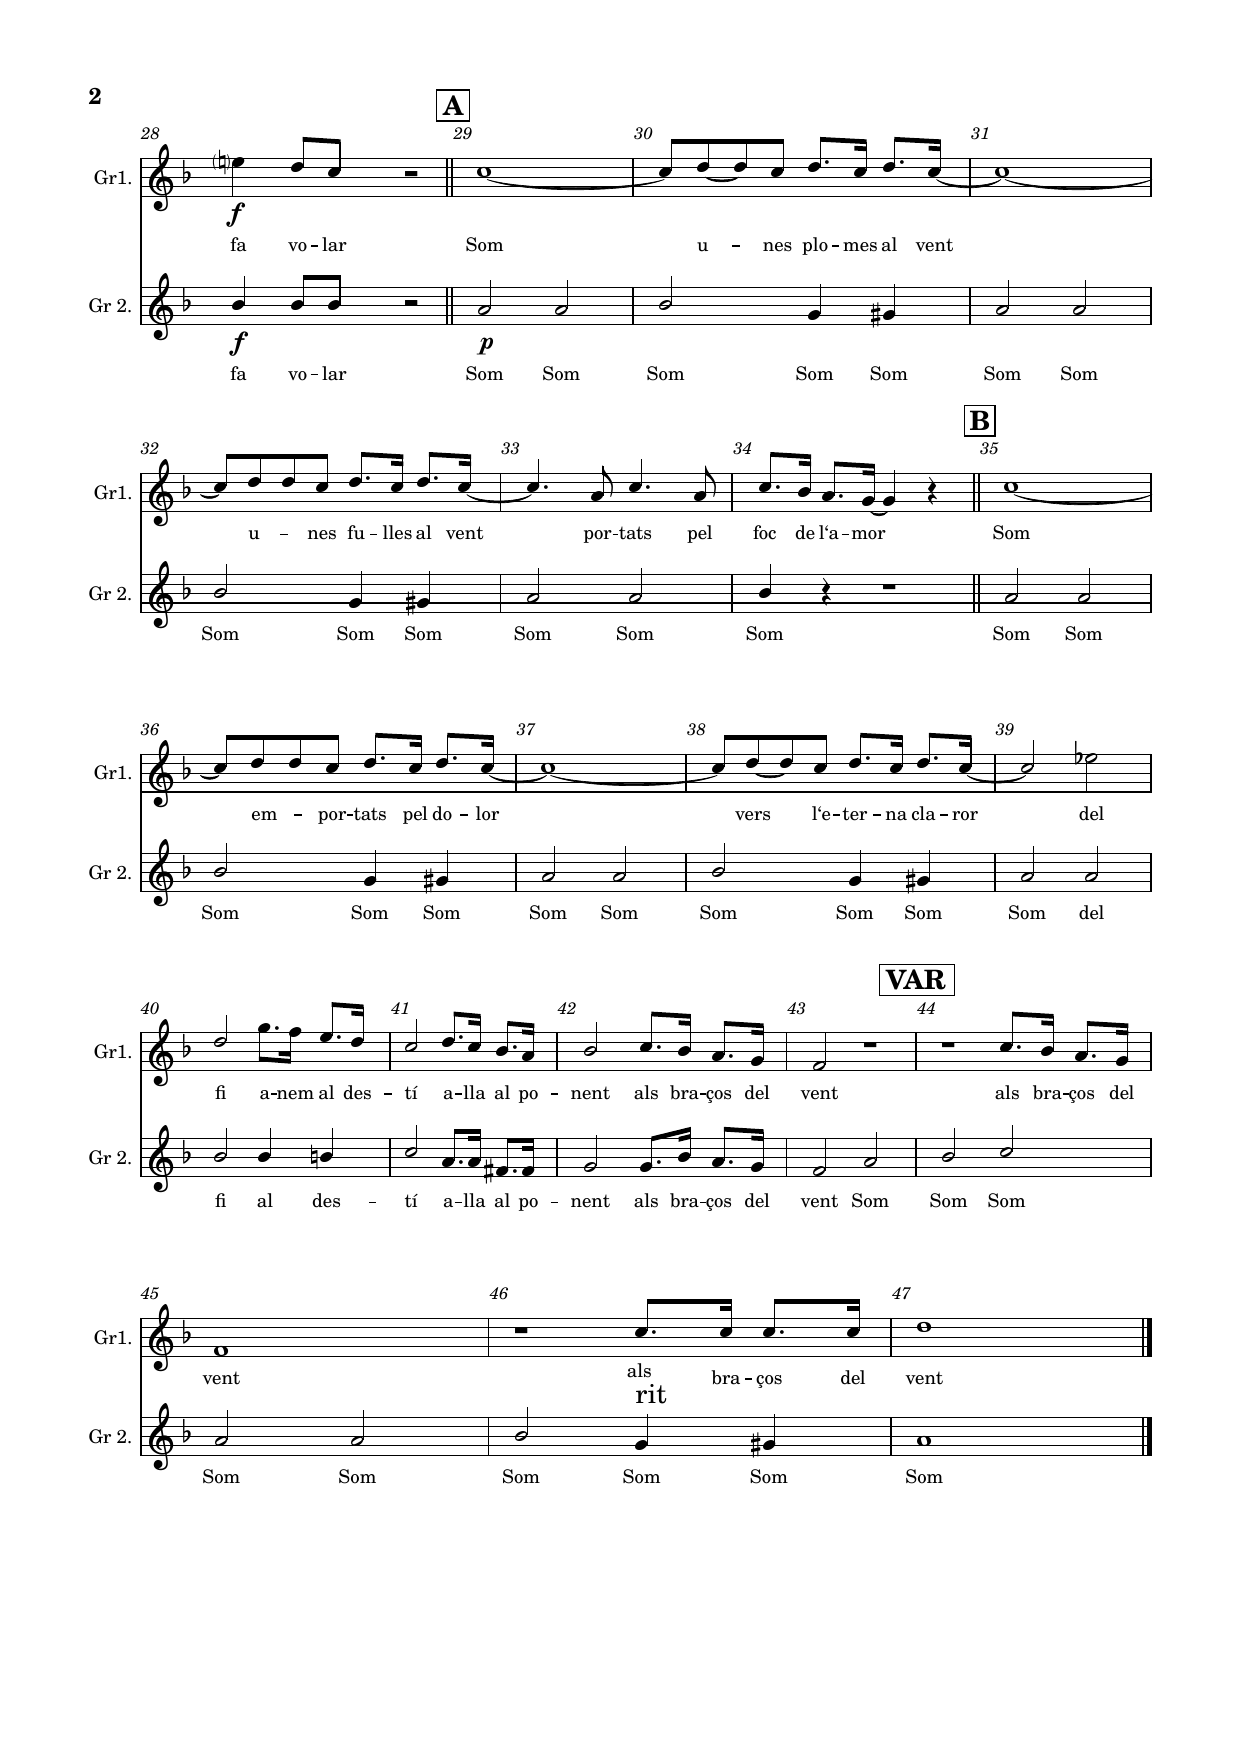 2
A
28 29 30 31
Gr1.
f
fa vo – lar Som u – nes plo – mes al vent
Gr 2.
f p
fa vo – lar Som Som Som Som Som Som Som
B
32 33 34 35
Gr1.
u – nes fu – lles al vent por – tats pel foc de l‘a – mor Som
Gr 2.
Som Som Som Som Som Som Som Som
36 37 38 39
Gr1.
em – por – tats pel do – lor vers l‘e – ter – na cla – ror del
Gr 2.
Som Som Som Som Som Som Som Som Som del
VAR
40 41 42 43 44
Gr1.
fi a – nem al des – tí a – lla al po – nent als bra – ços del vent als bra – ços del
Gr 2.
fi al des – tí a – lla al po – nent als bra – ços del vent Som Som Som
45 46 47
Gr1.
vent als bra – ços del vent
rit
Gr 2.
Som Som Som Som Som Som